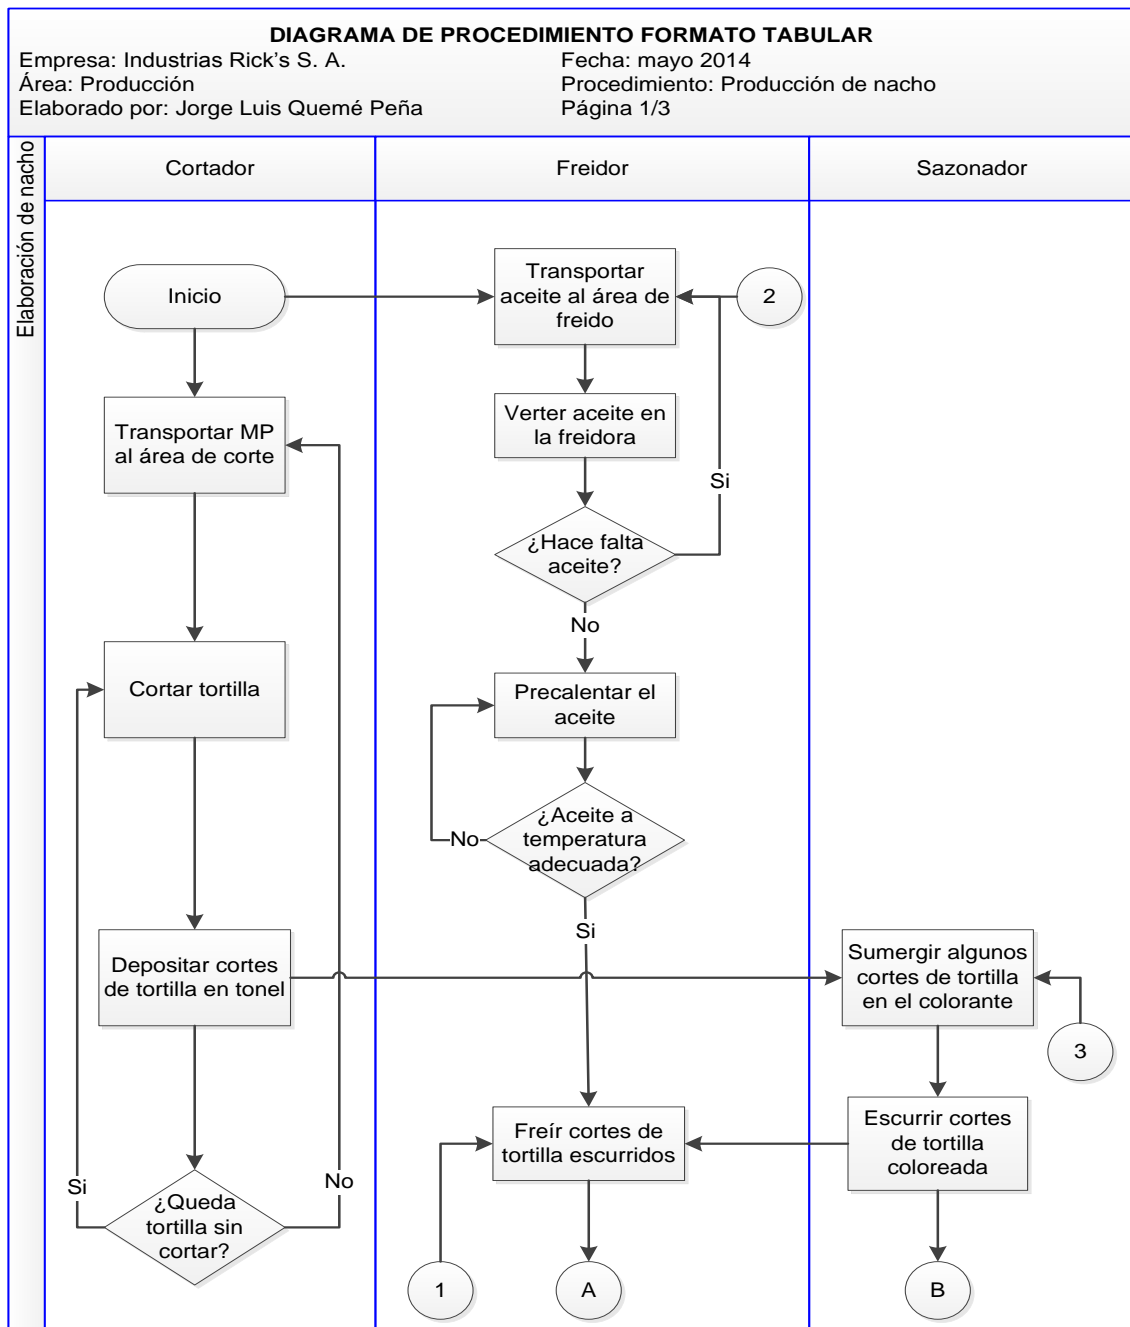 DIAGRAMA DE PROCEDIMIENTO FORMATO TABULAR
Empresa: Industrias Rick's S. A.
Fecha: mayo 2014
Área: Producción
Procedimiento: Producción de nacho
Elaborado por: Jorge Luis Quemé Peña
Página 1/3
Elaboración de nacho
Cortador
Freidor
Sazonador
Inicio
Transportar
aceite al área de
freido
2
Transportar MP
al área de corte
Verter aceite en
la freidora
Si
¿Hace falta
aceite?
No
Cortar tortilla
Precalentar el
aceite
No
¿Aceite a
temperatura
adecuada?
Si
Depositar cortes
de tortilla en tonel
Sumergir algunos
cortes de tortilla
en el colorante
3
Freír cortes de
tortilla escurridos
Escurrir cortes
de tortilla
coloreada
Si
¿Queda
tortilla sin
cortar?
No
1
A
B